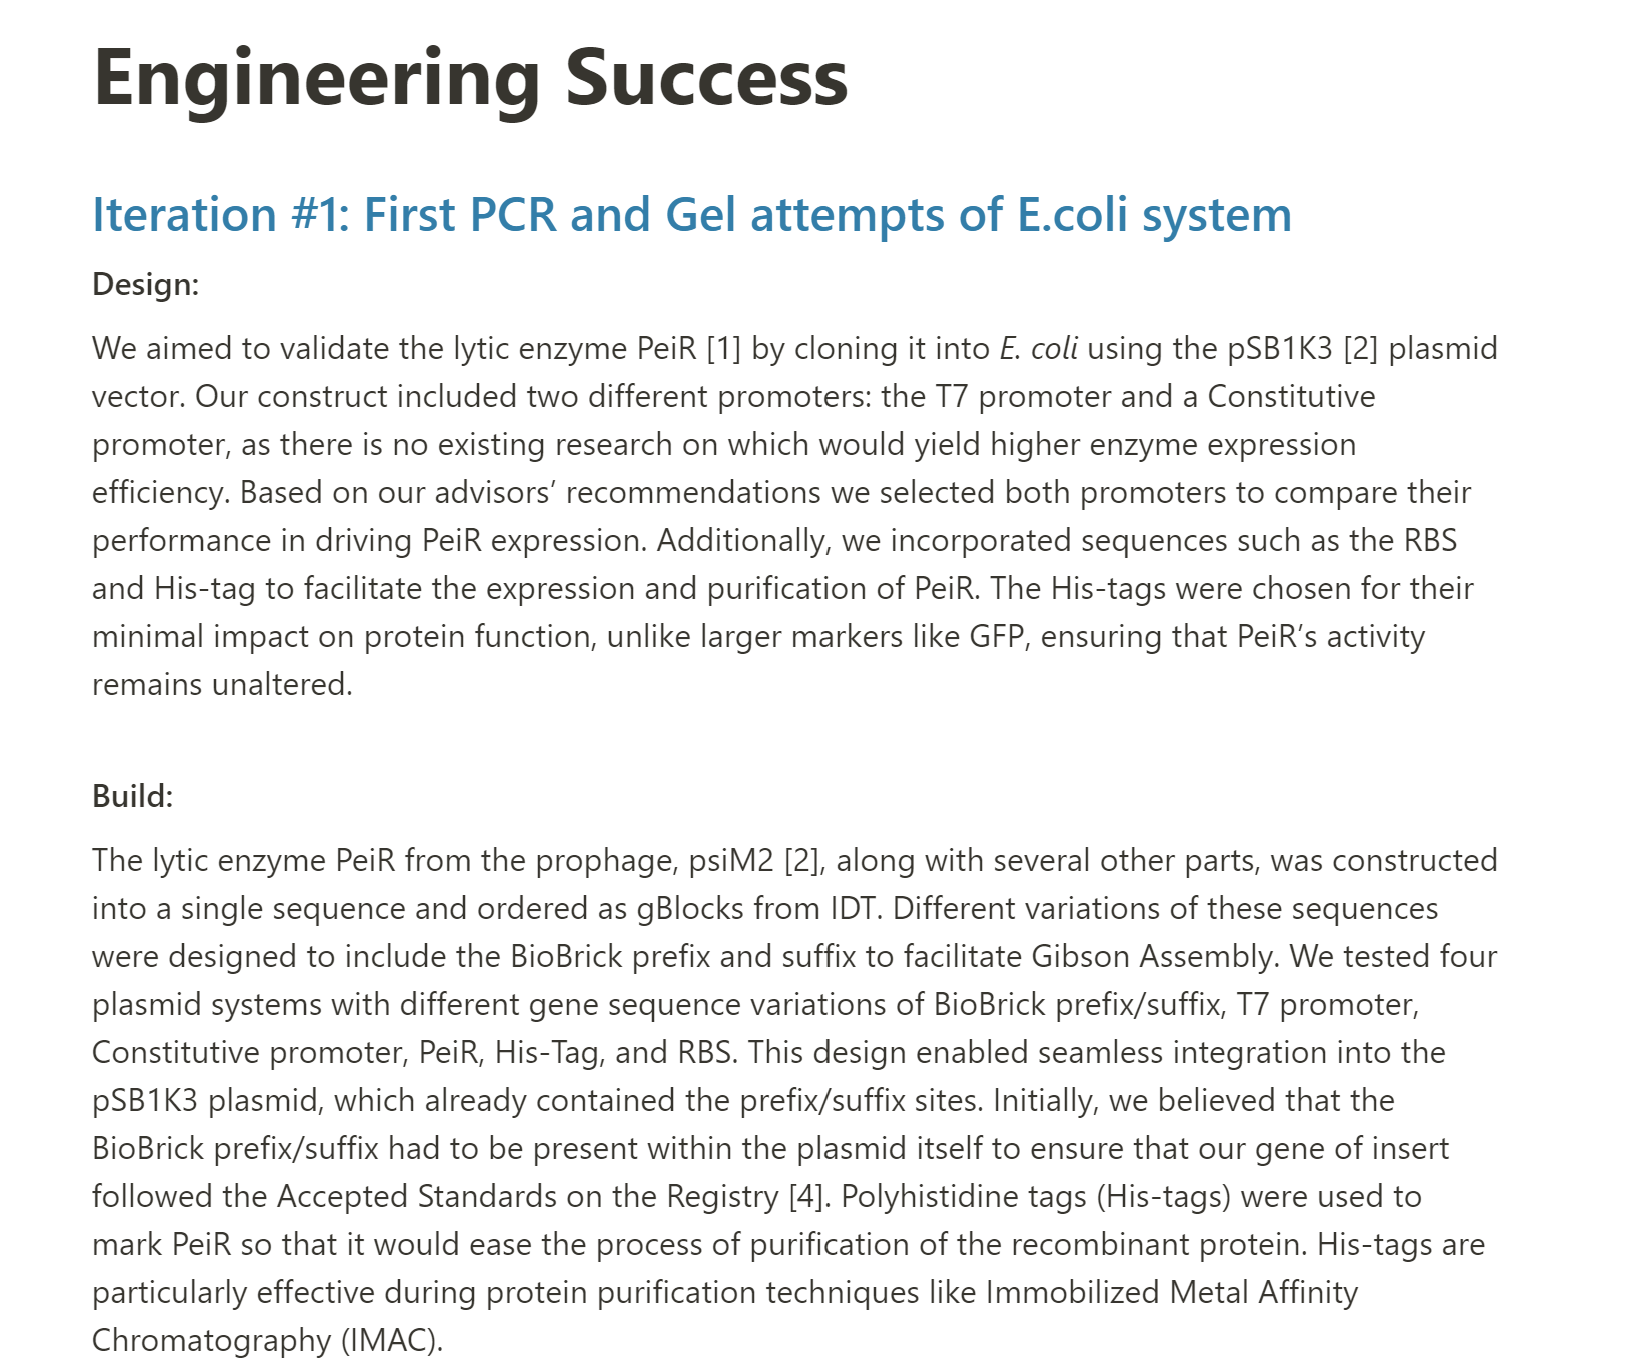 Engineering Success
Iteration #1: First PCR and Gel attempts of E.coli system
Design:
We aimed to validate the lytic enzyme PeiR [1] by cloning it into E. coli using the pSB1K3 [2] plasmid
vector. Our construct included two different promoters: the T7 promoter and a Constitutive
promoter, as there is no existing research on which would yield higher enzyme expression
efficiency. Based on our advisors’ recommendations we selected both promoters to compare their
performance in driving PeiR expression. Additionally, we incorporated sequences such as the RBS
and His-tag to facilitate the expression and purification of PeiR. The His-tags were chosen for their
minimal impact on protein function, unlike larger markers like GFP, ensuring that PeiR’s activity
remains unaltered.
Build:
The lytic enzyme PeiR from the prophage, psiM2 [2], along with several other parts, was constructed
into a single sequence and ordered as gBlocks from IDT. Different variations of these sequences
were designed to include the BioBrick prefix and suffix to facilitate Gibson Assembly. We tested four
plasmid systems with different gene sequence variations of BioBrick prefix/suffix, T7 promoter,
Constitutive promoter, PeiR, His-Tag, and RBS. This design enabled seamless integration into the
pSB1K3 plasmid, which already contained the prefix/suffix sites. Initially, we believed that the
BioBrick prefix/suffix had to be present within the plasmid itself to ensure that our gene of insert
followed the Accepted Standards on the Registry [4]. Polyhistidine tags (His-tags) were used to
mark PeiR so that it would ease the process of purification of the recombinant protein. His-tags are
particularly effective during protein purification techniques like Immobilized Metal Affinity
Chromatography (IMAC).